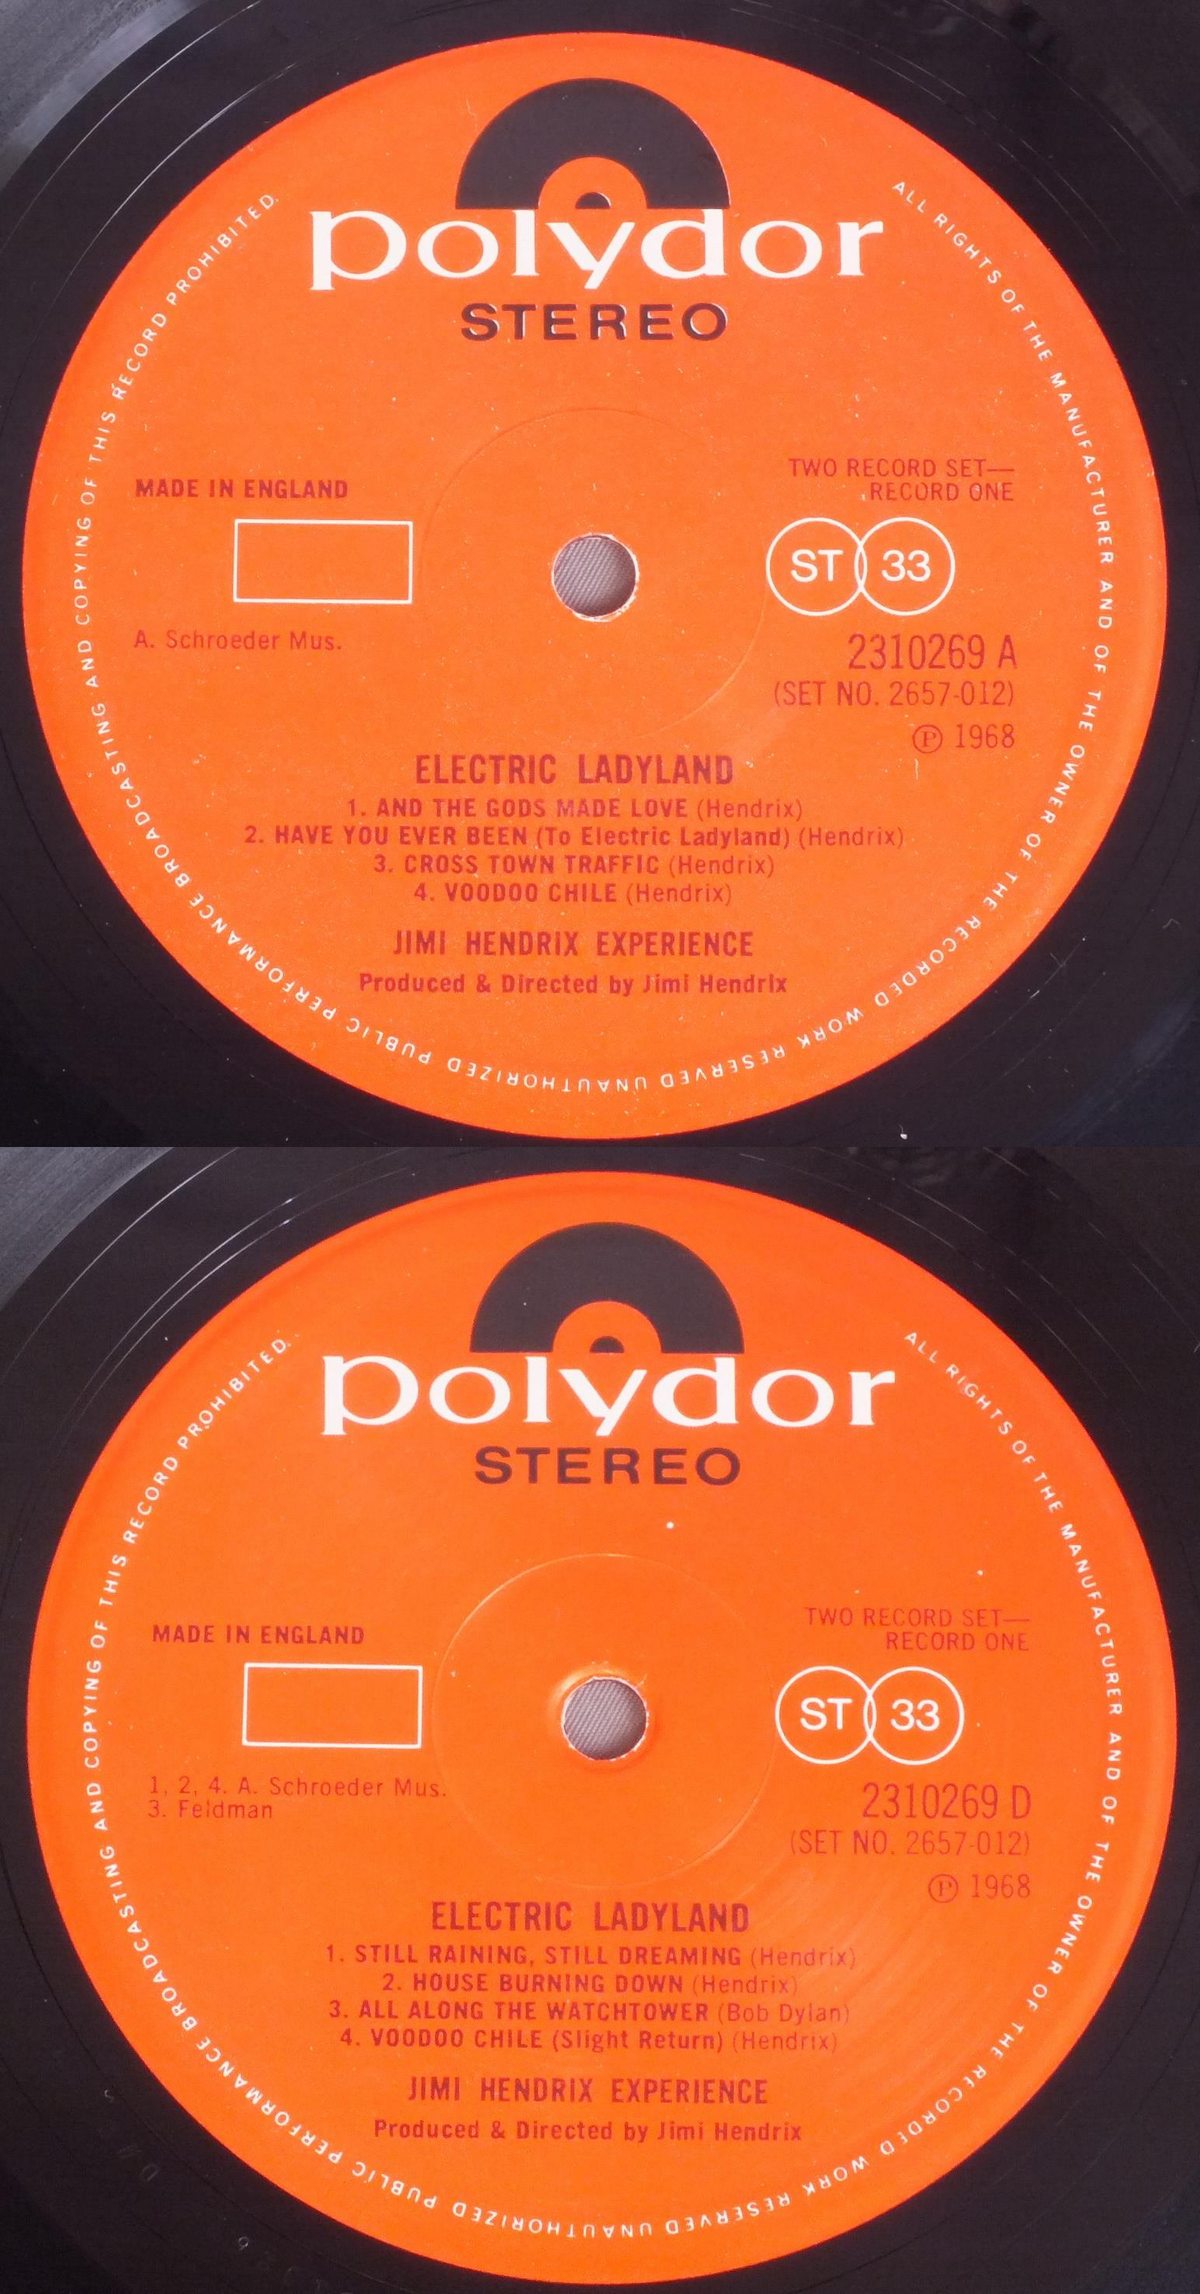 polydor
STEREO
ALL RIGHTS OF THE MANUFACTURER AND OF THE OWNER OF THE RECORDED WORK RESERVED UNAUTHORIZED PUBLIC PERFORMANCE BROADCASTING AND COPYING OF THIS RECORD PROHIBITED.
MADE IN ENGLAND
TWO RECORD SET—
RECORD ONE
ST 33
A. Schroeder Mus.
2310269 A
(SET NO. 2657-012)
Ⓟ 1968
ELECTRIC LADYLAND
1. AND THE GODS MADE LOVE (Hendrix)
2. HAVE YOU EVER BEEN (To Electric Ladyland) (Hendrix)
3. CROSS TOWN TRAFFIC (Hendrix)
4. VOODOO CHILE (Hendrix)
JIMI HENDRIX EXPERIENCE
Produced & Directed by Jimi Hendrix
polydor
STEREO
ALL RIGHTS OF THE MANUFACTURER AND OF THE OWNER OF THE RECORDED WORK RESERVED UNAUTHORIZED PUBLIC PERFORMANCE BROADCASTING AND COPYING OF THIS RECORD PROHIBITED.
MADE IN ENGLAND
TWO RECORD SET—
RECORD ONE
ST 33
1, 2, 4. A. Schroeder Mus.
3. Feldman
2310269 D
(SET NO. 2657-012)
Ⓟ 1968
ELECTRIC LADYLAND
1. STILL RAINING, STILL DREAMING (Hendrix)
2. HOUSE BURNING DOWN (Hendrix)
3. ALL ALONG THE WATCHTOWER (Bob Dylan)
4. VOODOO CHILE (Slight Return) (Hendrix)
JIMI HENDRIX EXPERIENCE
Produced & Directed by Jimi Hendrix